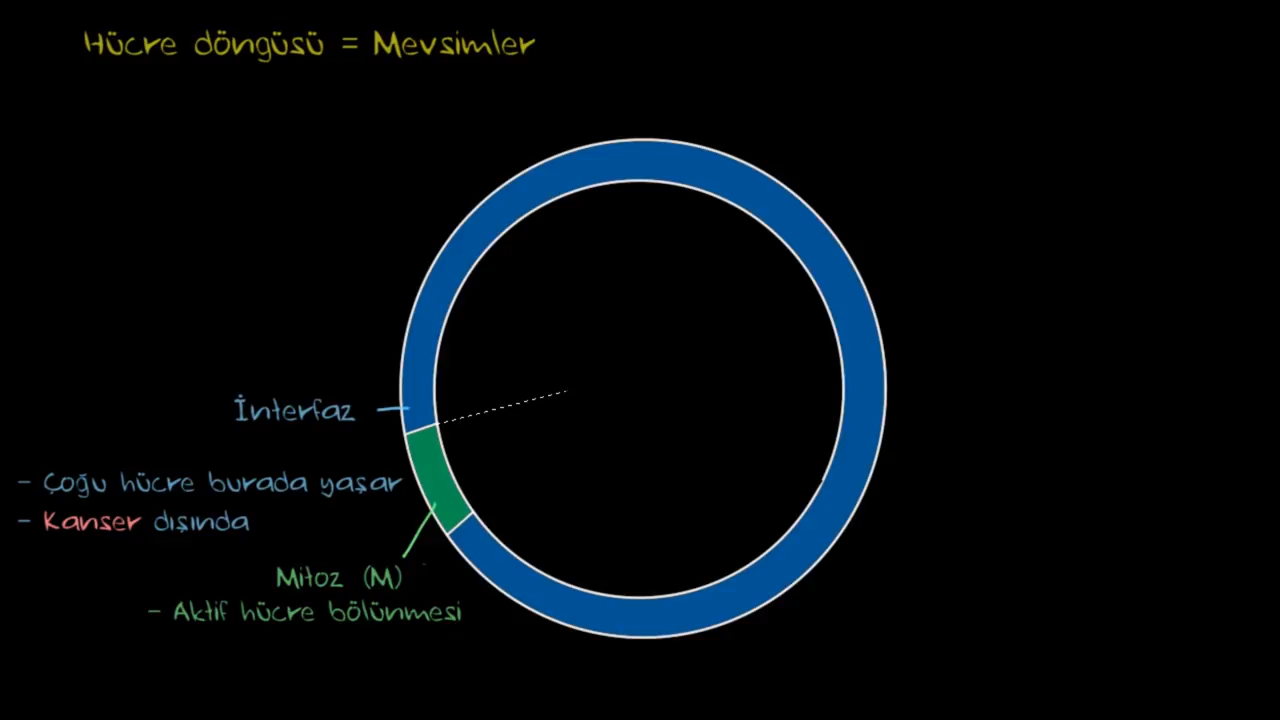 Hücre döngüsü = Mevsimler
İnterfaz
- Çoğu hücre burada yaşar
- Kanser dışında
Mitoz (M)
- Aktif hücre bölünmesi